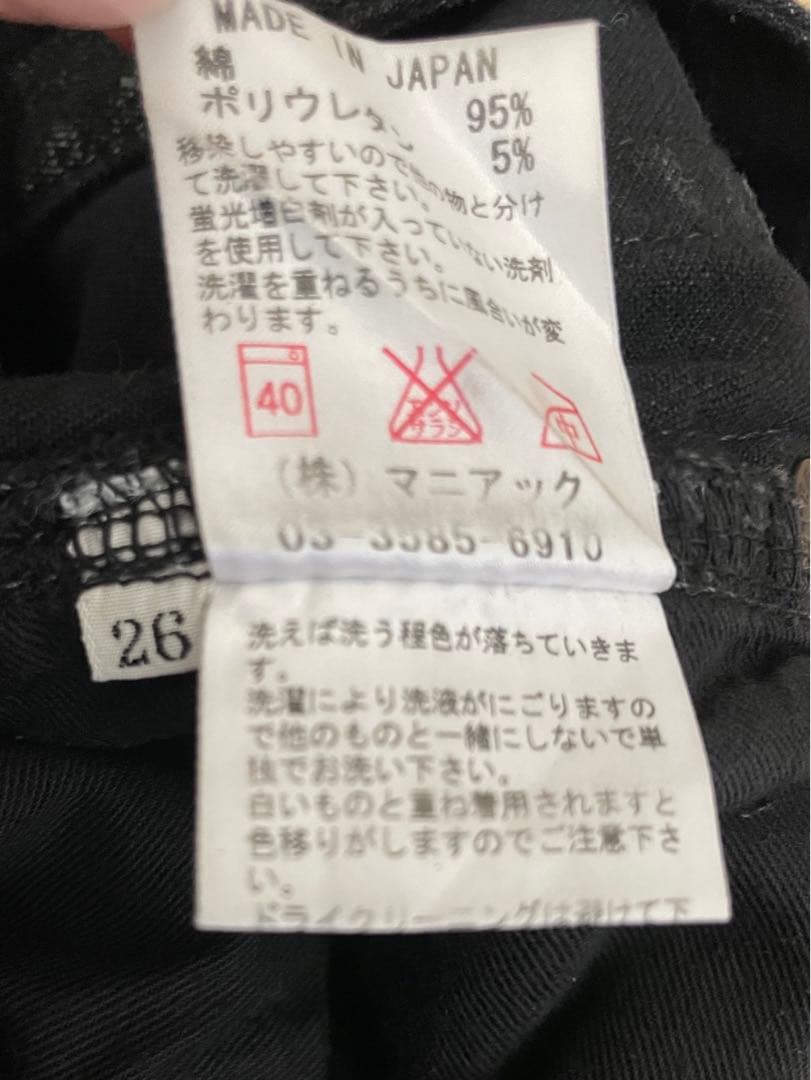 MADE IN JAPAN
綿 95%
ポリウレタン 5%
移染しやすいので他の物と分け
て洗濯して下さい。
蛍光増白剤が入っていない洗剤
を使用して下さい。
洗濯を重ねるうちに風合いが変
わります。
40
エンソ
サラシ
中
(株) マニアック
03-3585-6910
26
洗えば洗う程色が落ちていきま
す。
洗濯により洗液がにごりますの
で他のものと一緒にしないで単
独でお洗い下さい。
白いものと重ね着用されますと
色移りがしますのでご注意下さ
い。
ドライクリーニングは避けて下